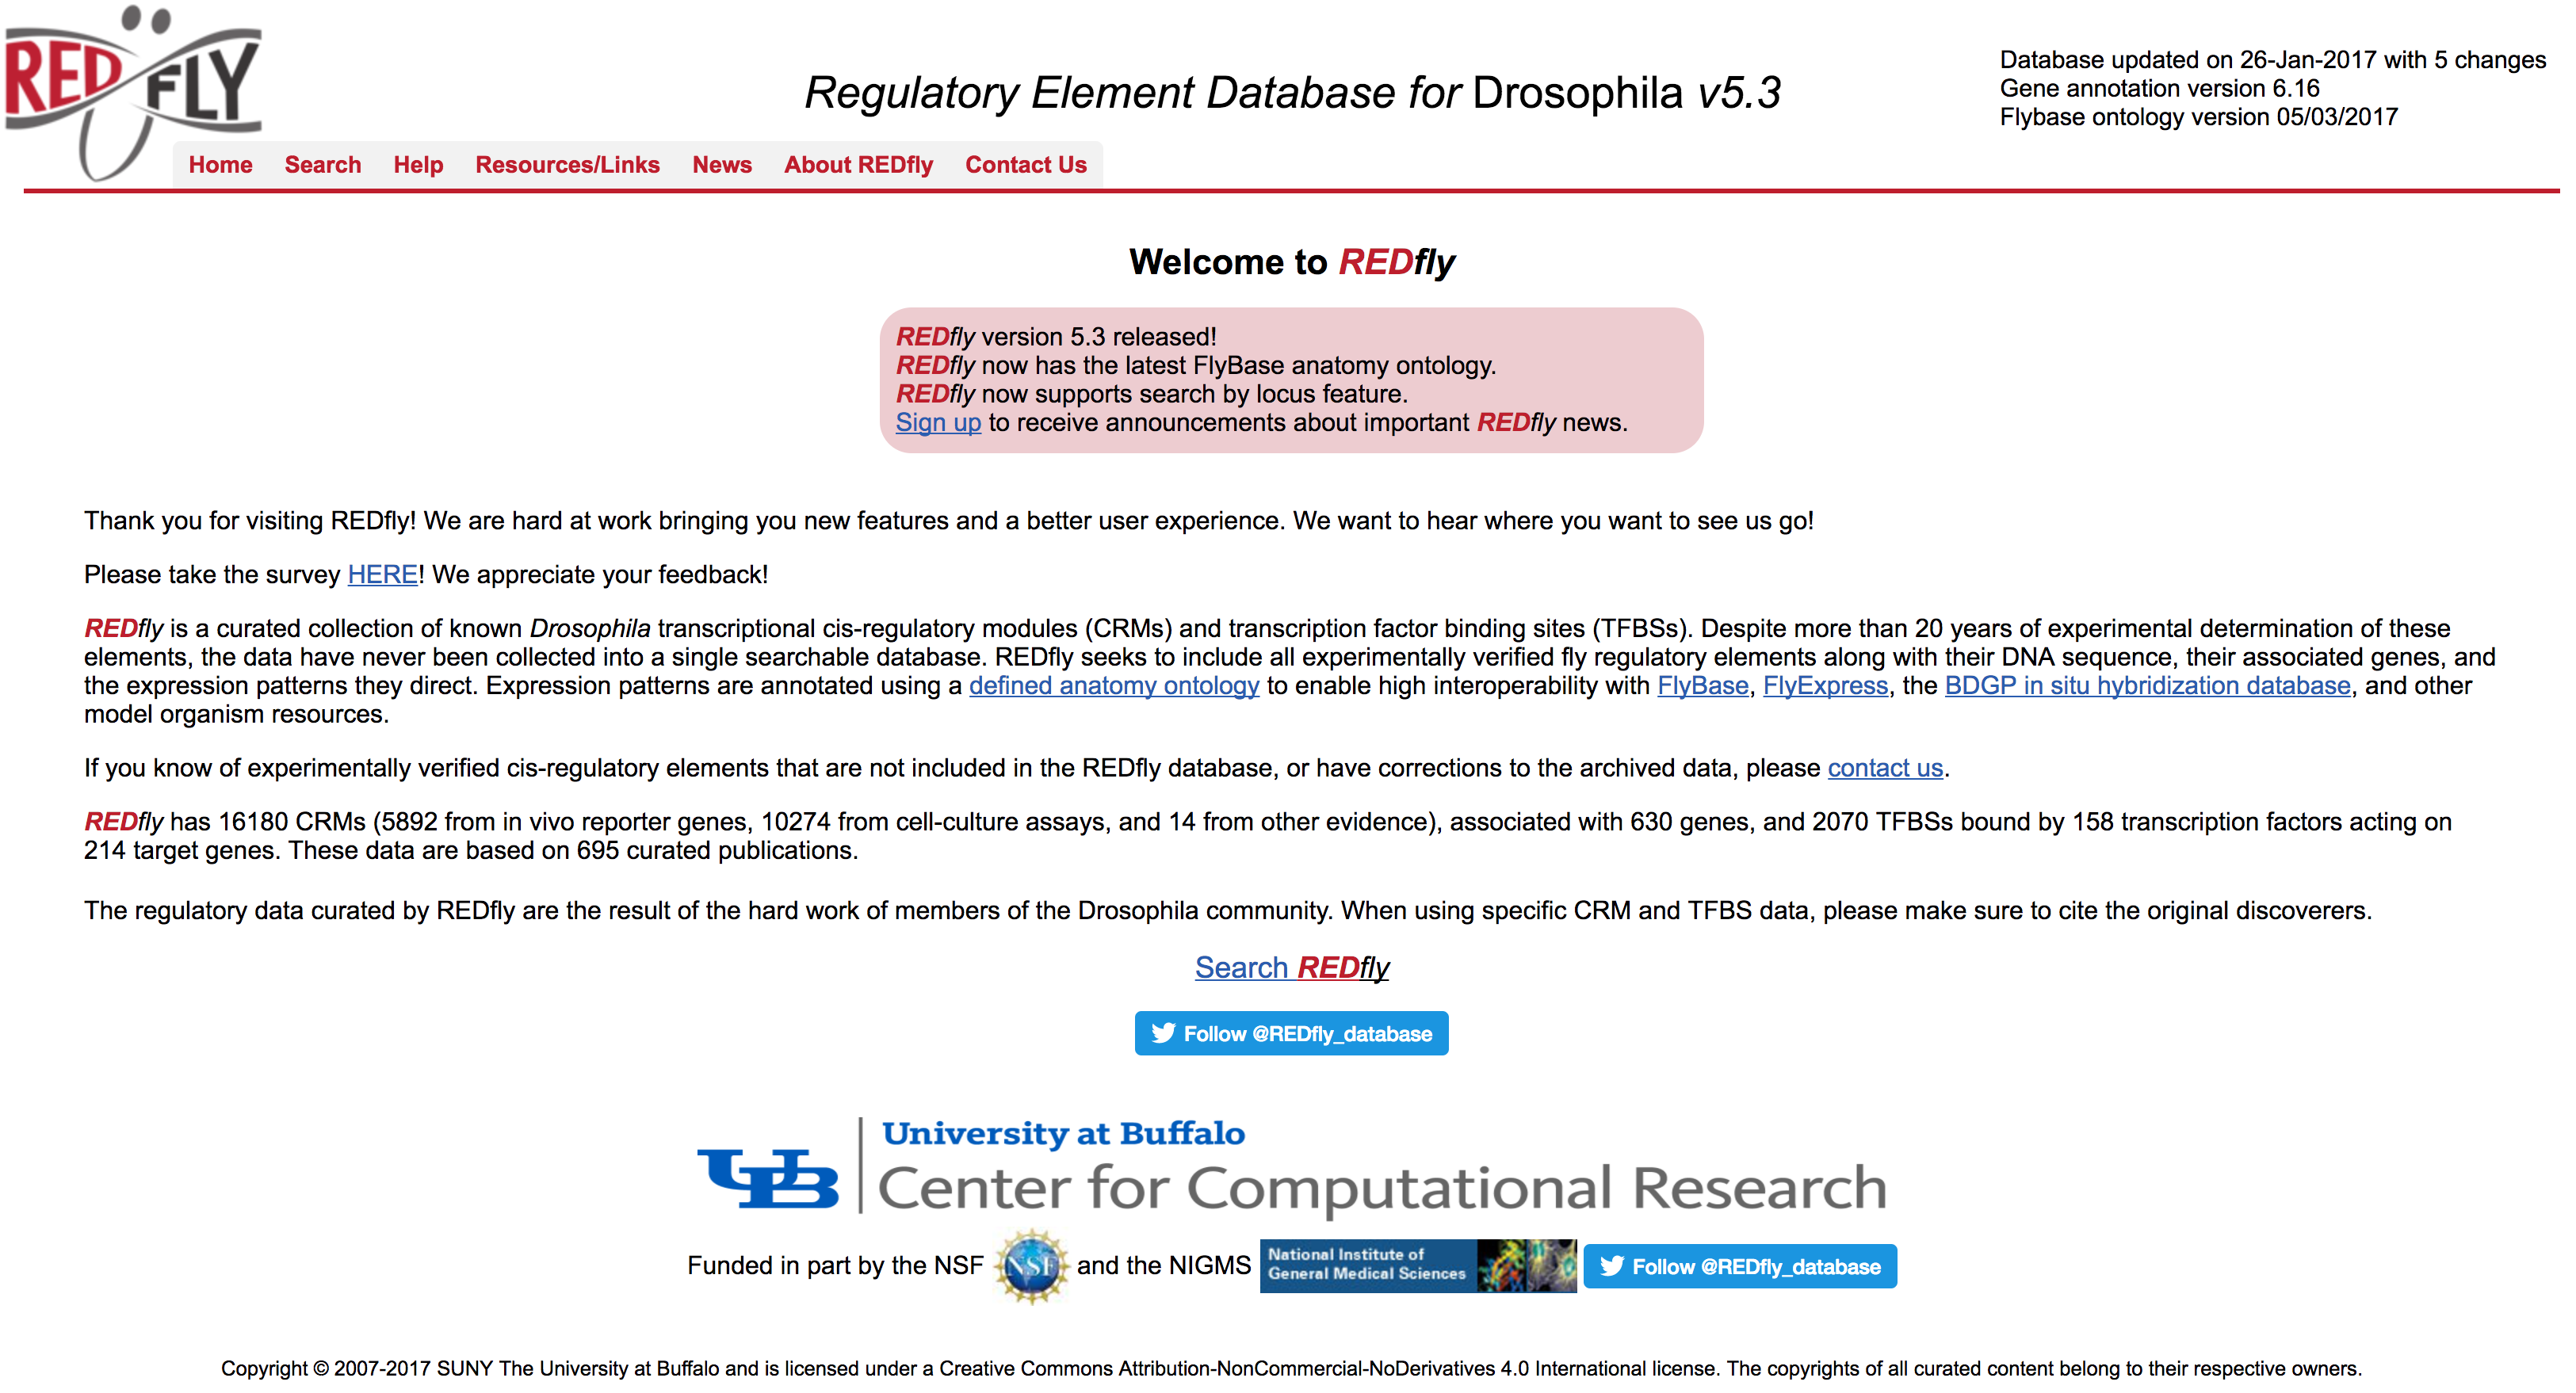 RED FLY
Regulatory Element Database for Drosophila v5.3
Database updated on 26-Jan-2017 with 5 changes
Gene annotation version 6.16
Flybase ontology version 05/03/2017
Home Search Help Resources/Links News About REDfly Contact Us
Welcome to REDfly
REDfly version 5.3 released!
REDfly now has the latest FlyBase anatomy ontology.
REDfly now supports search by locus feature.
Sign up to receive announcements about important REDfly news.
Thank you for visiting REDfly! We are hard at work bringing you new features and a better user experience. We want to hear where you want to see us go!
Please take the survey HERE! We appreciate your feedback!
REDfly is a curated collection of known Drosophila transcriptional cis-regulatory modules (CRMs) and transcription factor binding sites (TFBSs). Despite more than 20 years of experimental determination of these
elements, the data have never been collected into a single searchable database. REDfly seeks to include all experimentally verified fly regulatory elements along with their DNA sequence, their associated genes, and
the expression patterns they direct. Expression patterns are annotated using a defined anatomy ontology to enable high interoperability with FlyBase, FlyExpress, the BDGP in situ hybridization database, and other
model organism resources.
If you know of experimentally verified cis-regulatory elements that are not included in the REDfly database, or have corrections to the archived data, please contact us.
REDfly has 16180 CRMs (5892 from in vivo reporter genes, 10274 from cell-culture assays, and 14 from other evidence), associated with 630 genes, and 2070 TFBSs bound by 158 transcription factors acting on
214 target genes. These data are based on 695 curated publications.
The regulatory data curated by REDfly are the result of the hard work of members of the Drosophila community. When using specific CRM and TFBS data, please make sure to cite the original discoverers.
Search REDfly
Follow @REDfly_database
UB
University at Buffalo
Center for Computational Research
Funded in part by the NSF NSF and the NIGMS National Institute of
General Medical Sciences
Follow @REDfly_database
Copyright © 2007-2017 SUNY The University at Buffalo and is licensed under a Creative Commons Attribution-NonCommercial-NoDerivatives 4.0 International license. The copyrights of all curated content belong to their respective owners.